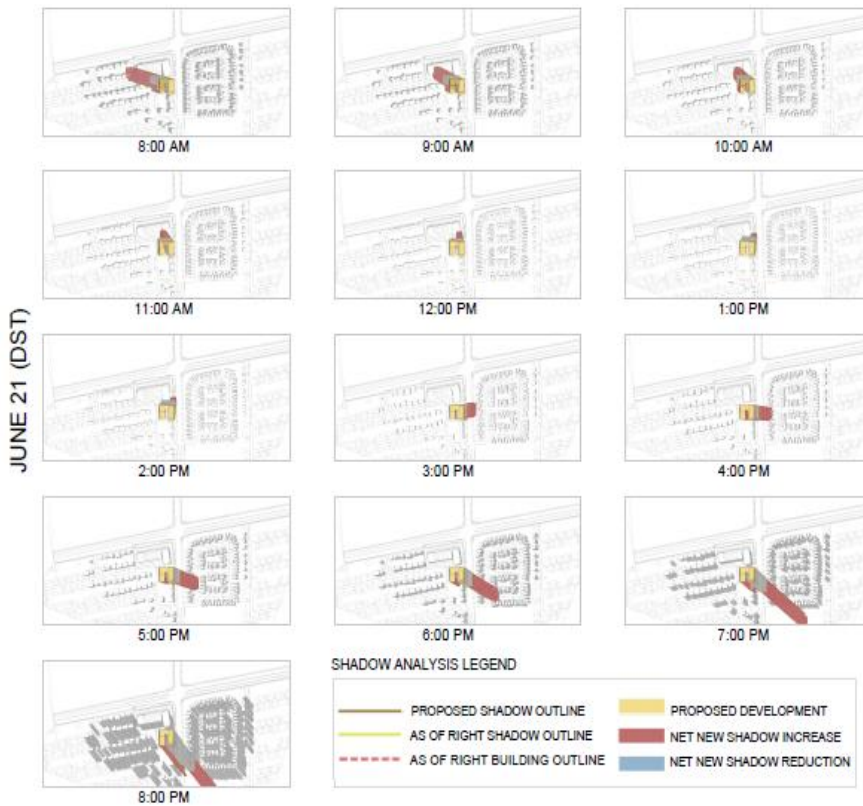 JUNE 21 (DST)
8:00 AM
9:00 AM
10:00 AM
11:00 AM
12:00 PM
1:00 PM
2:00 PM
3:00 PM
4:00 PM
5:00 PM
6:00 PM
7:00 PM
8:00 PM
SHADOW ANALYSIS LEGEND
PROPOSED SHADOW OUTLINE
AS OF RIGHT SHADOW OUTLINE
AS OF RIGHT BUILDING OUTLINE
PROPOSED DEVELOPMENT
NET NEW SHADOW INCREASE
NET NEW SHADOW REDUCTION